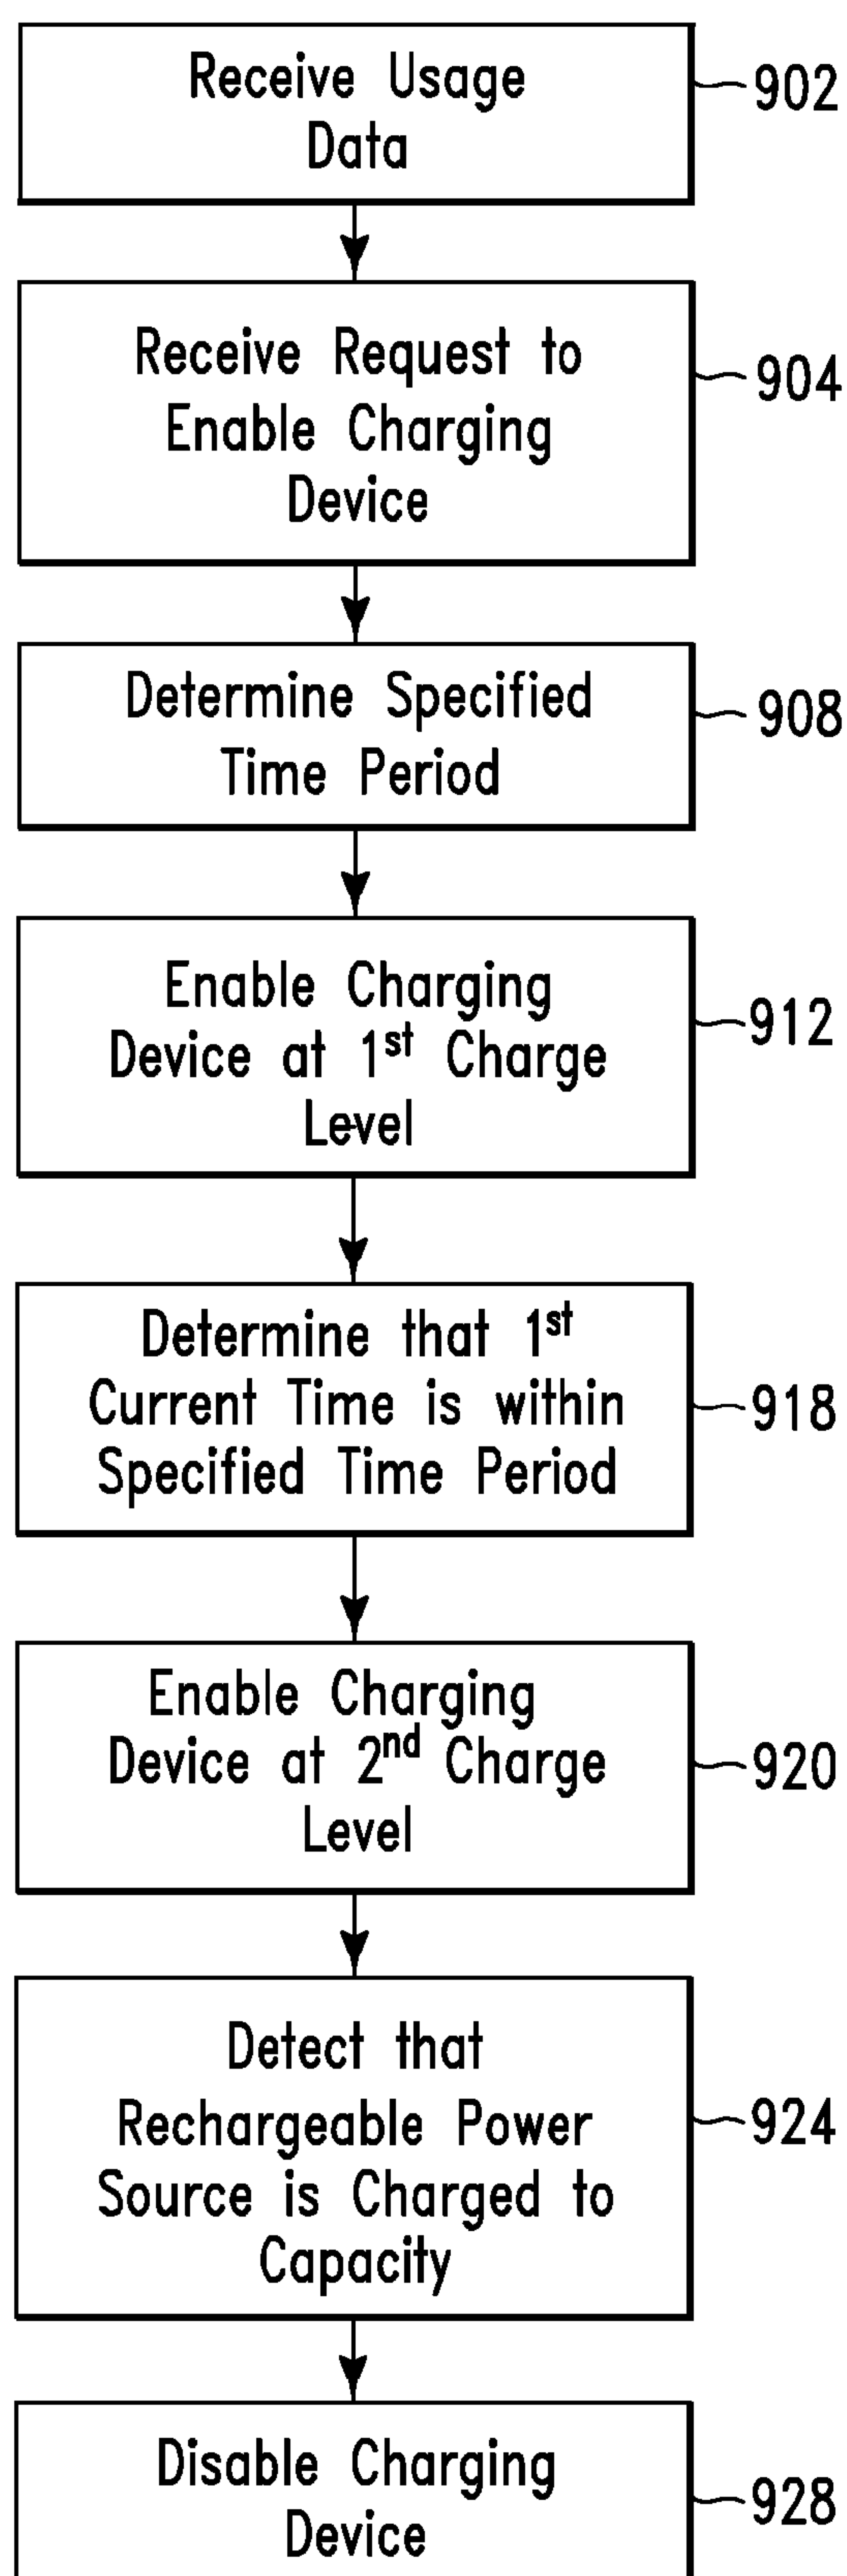 Receive Usage
Data
902
Receive Request to
Enable Charging
Device
904
Determine Specified
Time Period
908
Enable Charging
Device at 1st Charge
Level
912
Determine that 1st
Current Time is within
Specified Time Period
918
Enable Charging
Device at 2nd Charge
Level
920
Detect that
Rechargeable Power
Source is Charged to
Capacity
924
Disable Charging
Device
928